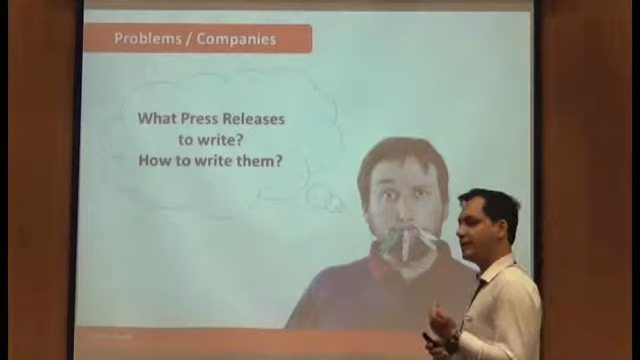 Problems / Companies
What Press Releases
to write?
How to write them?